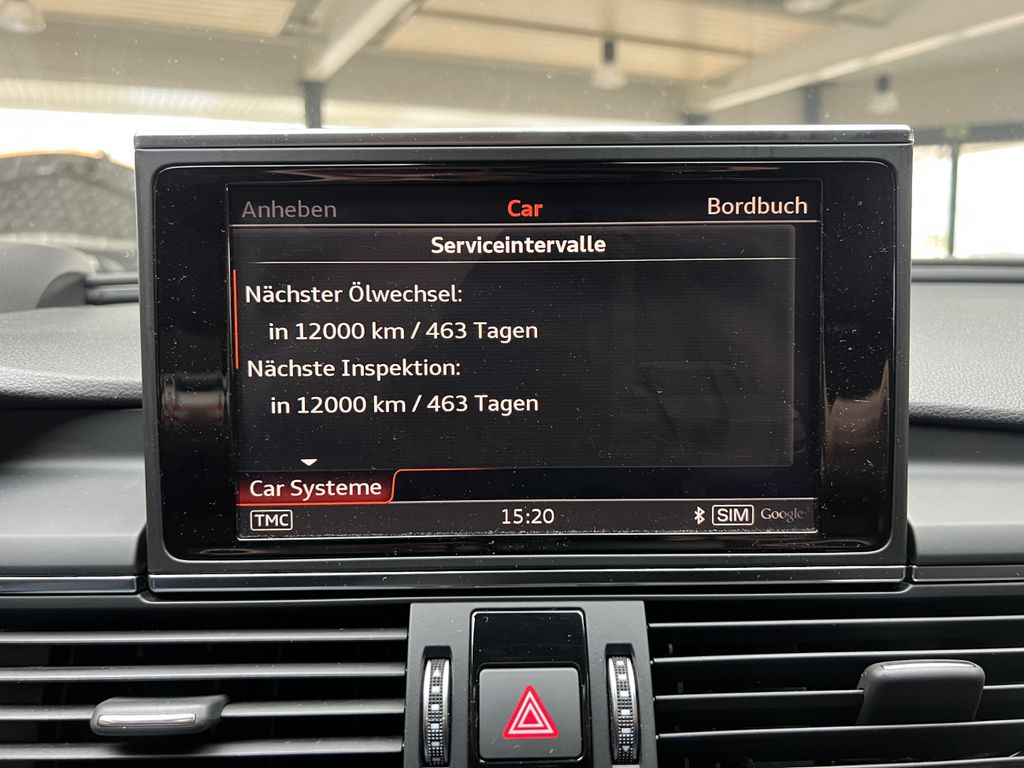 Anheben Car Bordbuch
Serviceintervalle
Nächster Ölwechsel:
in 12000 km / 463 Tagen
Nächste Inspektion:
in 12000 km / 463 Tagen
Car Systeme
TMC 15:20 SIM Google